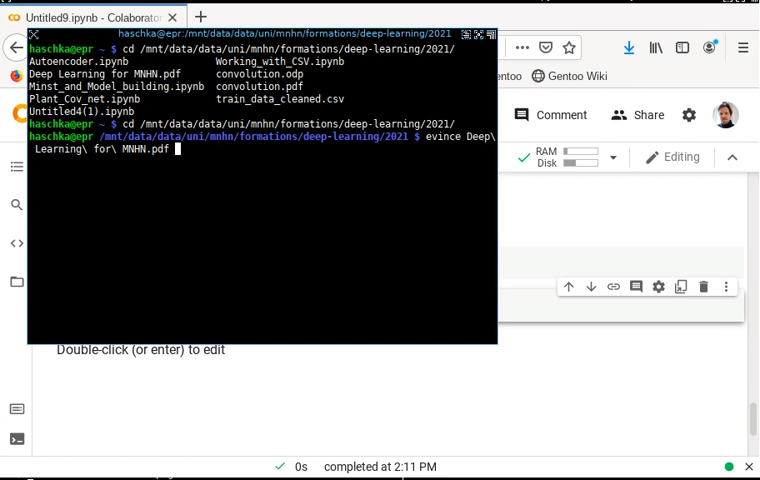 Untitled9.ipynb - Colaborator
haschka@epr:/mnt/data/data/uni/mnhn/formations/deep-learning/2021
haschka@epr ~ $ cd /mnt/data/data/uni/mnhn/formations/deep-learning/2021/
Autoencoder.ipynb Working_with_CSV.ipynb
Deep Learning for MNHN.pdf convolution.odp
Minst_and_Model_building.ipynb convolution.pdf
Plant_Cov_net.ipynb train_data_cleaned.csv
Untitled4(1).ipynb
haschka@epr ~ $ cd /mnt/data/data/uni/mnhn/formations/deep-learning/2021/
haschka@epr /mnt/data/data/uni/mnhn/formations/deep-learning/2021 $ evince Deep\
Learning\ for\ MNHN.pdf
entoo Gentoo Wiki
Comment Share
RAM
Disk
Editing
Double-click (or enter) to edit
0s completed at 2:11 PM